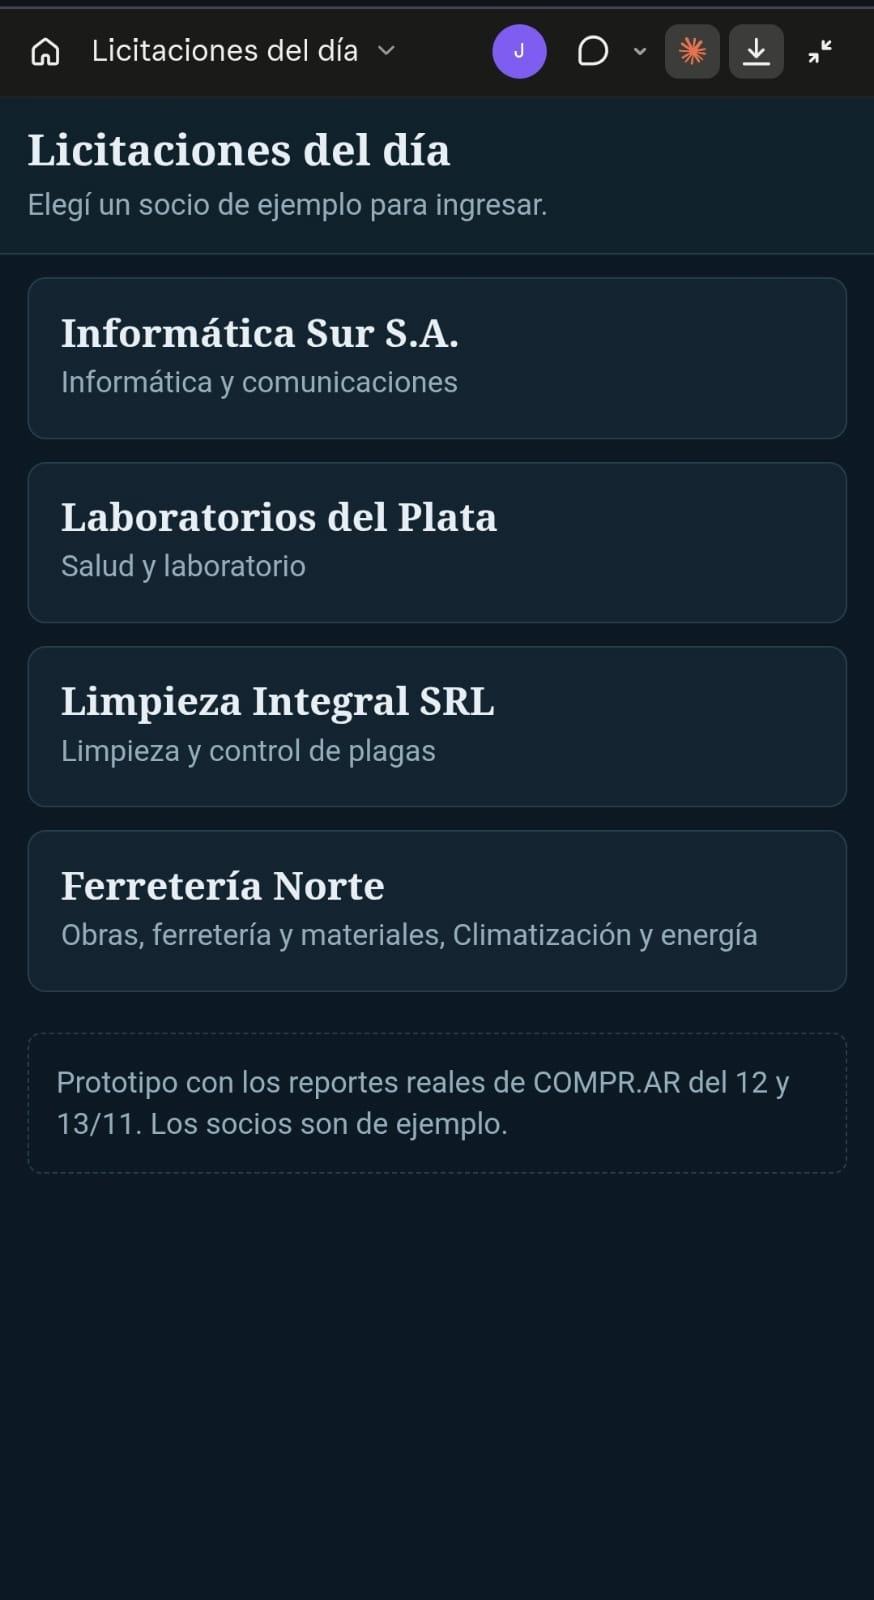 Licitaciones del día
J
Licitaciones del día
Elegí un socio de ejemplo para ingresar.
Informática Sur S.A.
Informática y comunicaciones
Laboratorios del Plata
Salud y laboratorio
Limpieza Integral SRL
Limpieza y control de plagas
Ferretería Norte
Obras, ferretería y materiales, Climatización y energía
Prototipo con los reportes reales de COMPR.AR del 12 y
13/11. Los socios son de ejemplo.